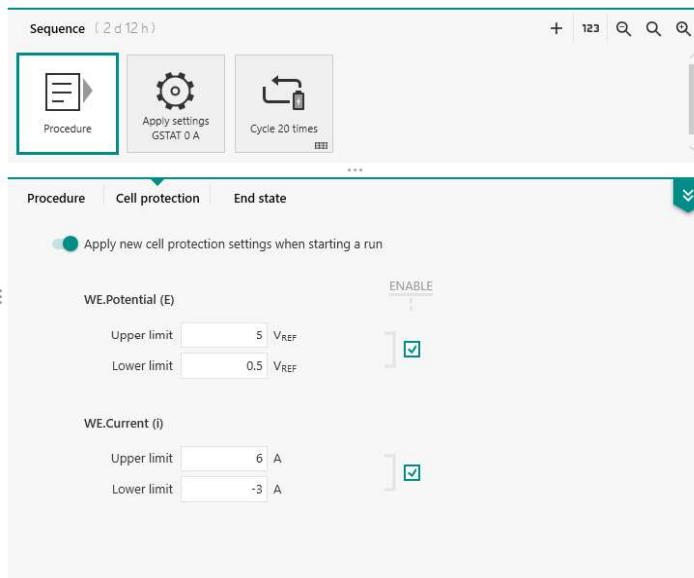 Sequence ( 2 d 12 h )
123
Procedure
Apply settings
GSTAT 0 A
Cycle 20 times
Procedure Cell protection End state
Apply new cell protection settings when starting a run
ENABLE
WE.Potential (E)
Upper limit 5 VREF
Lower limit 0.5 VREF
WE.Current (i)
Upper limit 6 A
Lower limit -3 A